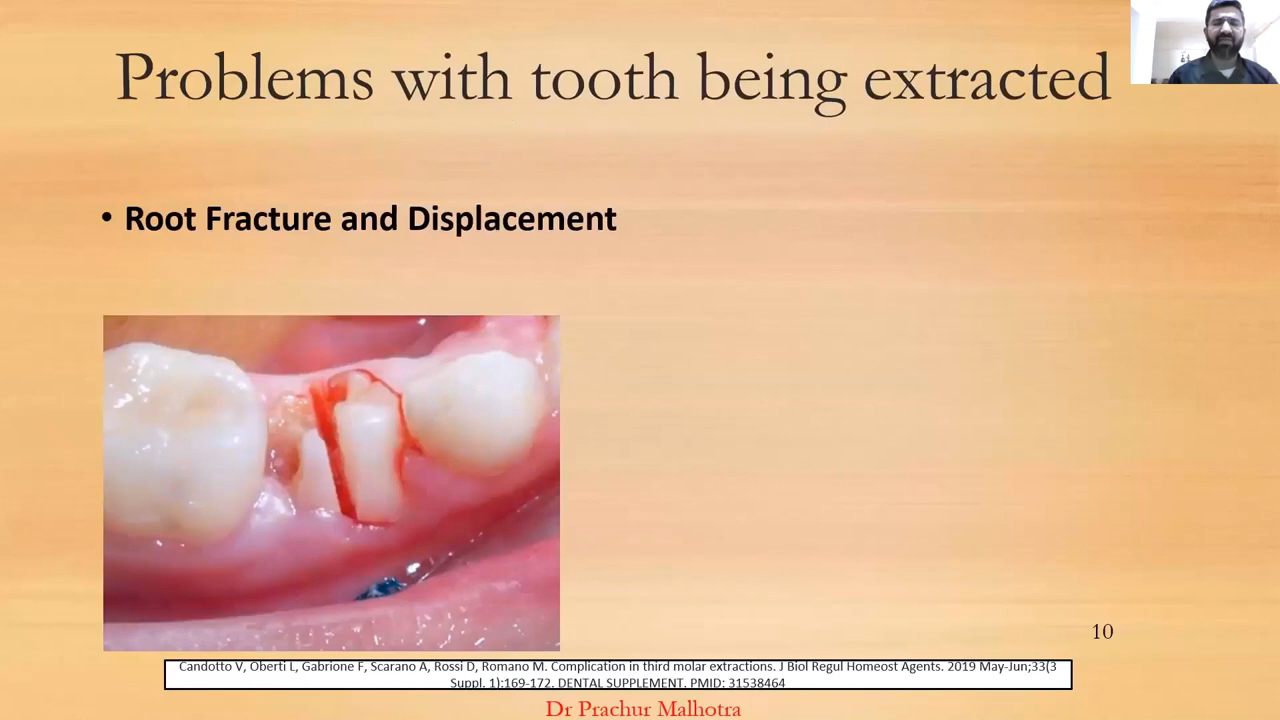 Problems with tooth being extracted
• Root Fracture and Displacement
10
Candotto V, Oberti L, Gabrione F, Scarano A, Rossi D, Romano M. Complication in third molar extractions. J Biol Regul Homeost Agents. 2019 May-Jun;33(3
Suppl. 1):169-172. DENTAL SUPPLEMENT. PMID: 31538464
Dr Prachur Malhotra